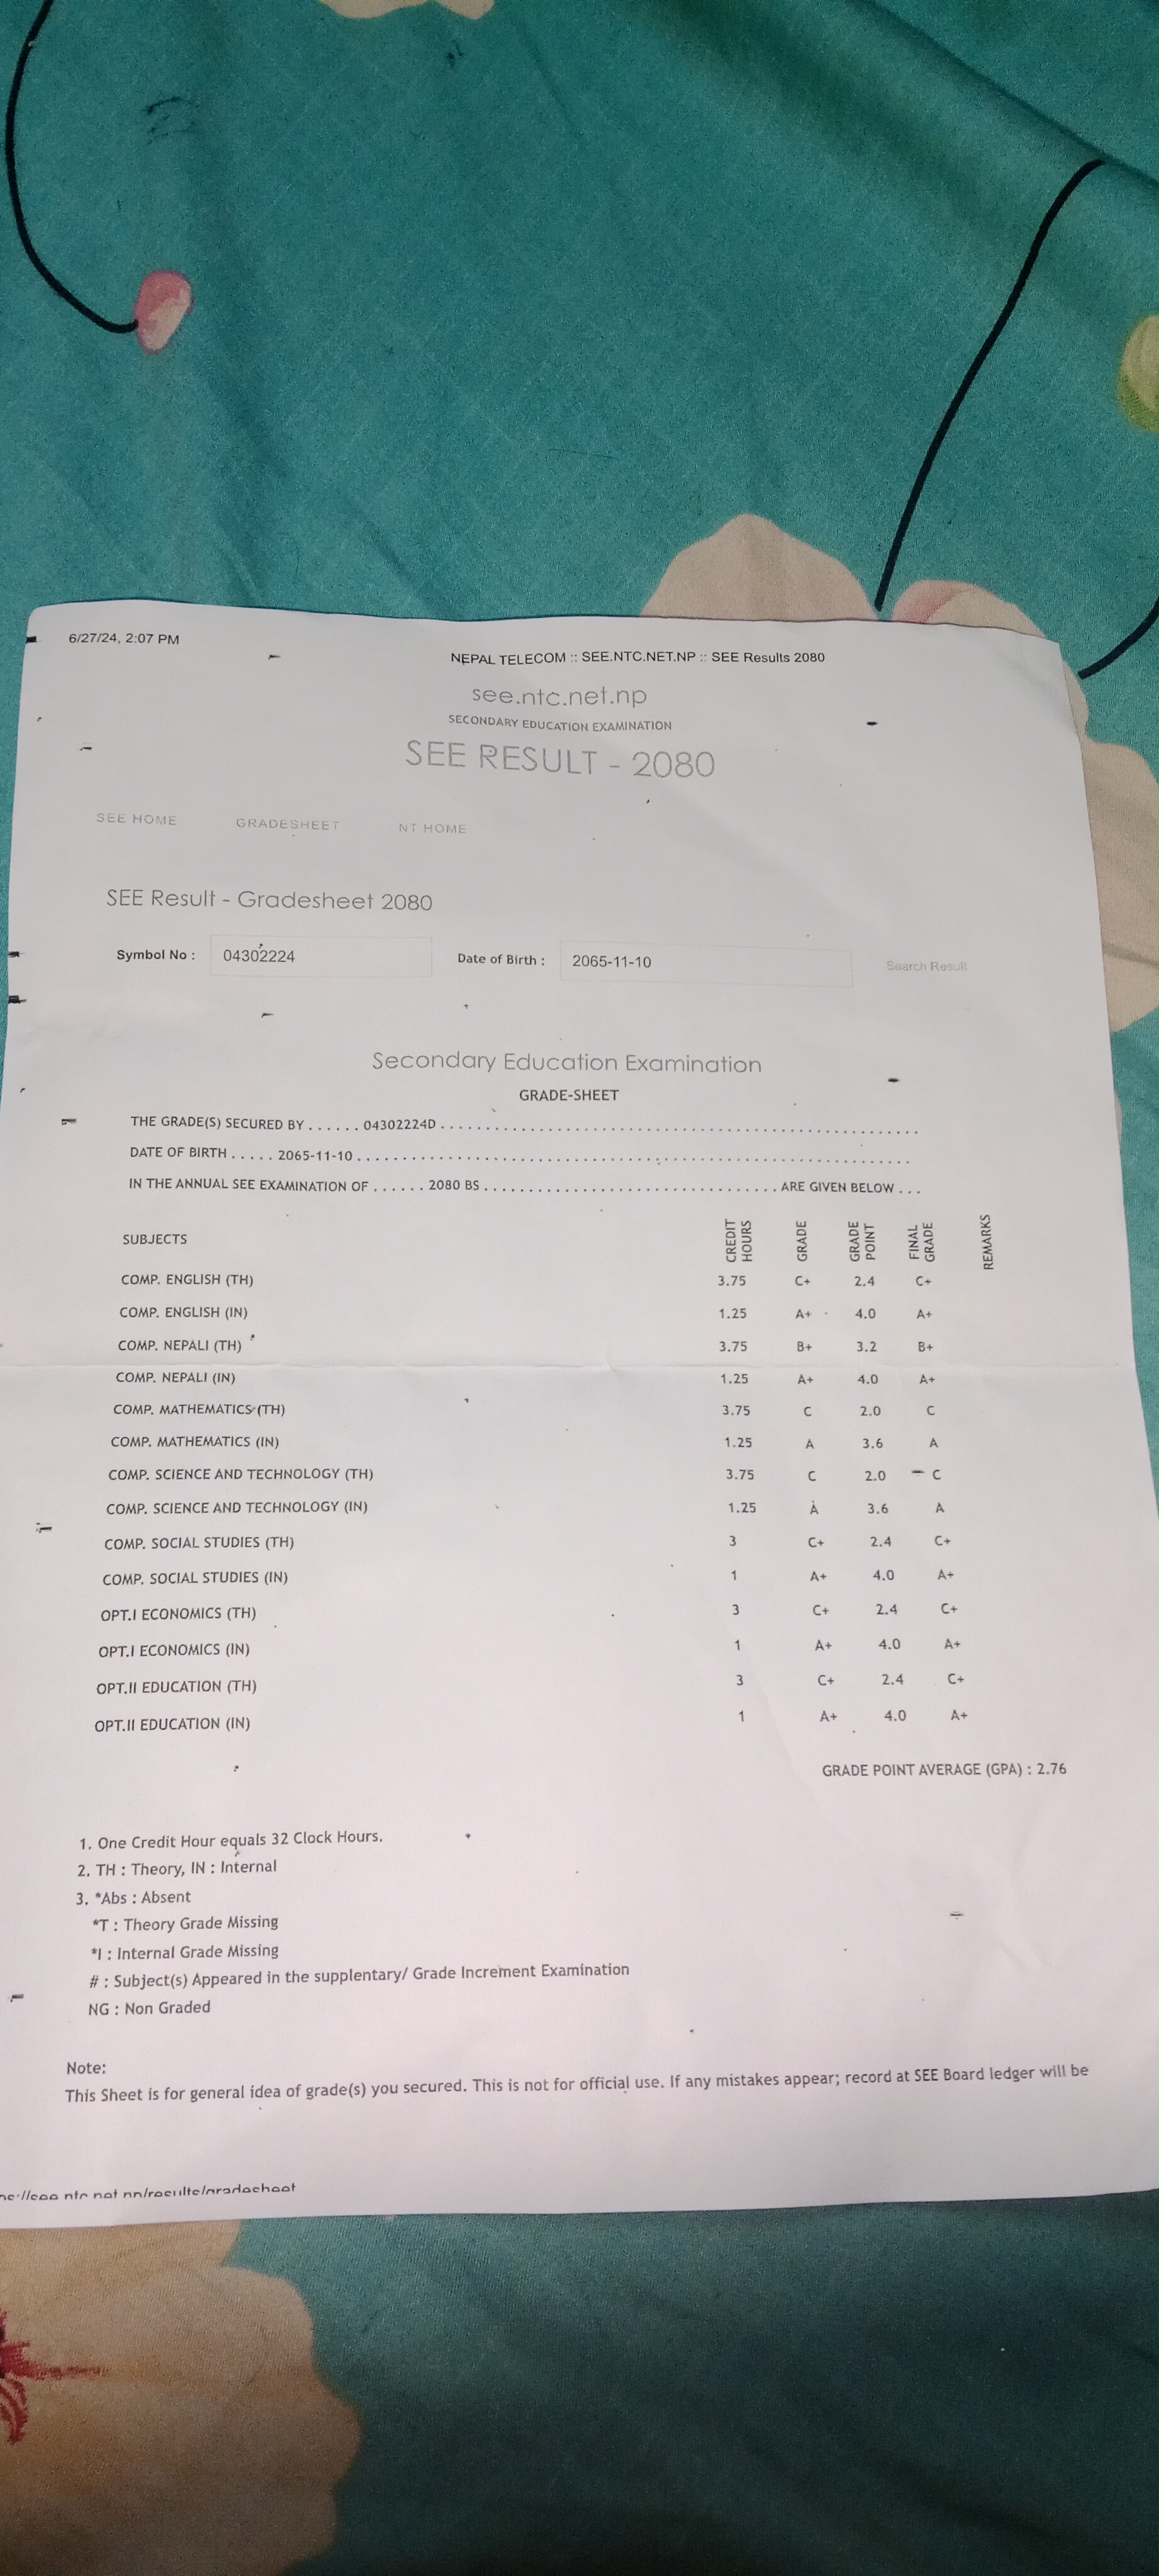 6/27/24, 2:07 PM
NEPAL TELECOM :: SEE.NTC.NET.NP :: SEE Results 2080
see.ntc.net.np
SECONDARY EDUCATION EXAMINATION
SEE RESULT - 2080
SEE HOME GRADESHEET NT HOME
SEE Result - Gradesheet 2080
Symbol No : 04302224 Date of Birth : 2065-11-10 Search Result
Secondary Education Examination
GRADE-SHEET
THE GRADE(S) SECURED BY ...... 04302224D ......
DATE OF BIRTH ..... 2065-11-10 ......
IN THE ANNUAL SEE EXAMINATION OF ...... 2080 BS ...... ARE GIVEN BELOW ...
SUBJECTS CREDIT HOURS GRADE GRADE POINT FINAL GRADE REMARKS
COMP. ENGLISH (TH) 3.75 C+ 2.4 C+
COMP. ENGLISH (IN) 1.25 A+ 4.0 A+
COMP. NEPALI (TH) 3.75 B+ 3.2 B+
COMP. NEPALI (IN) 1.25 A+ 4.0 A+
COMP. MATHEMATICS (TH) 3.75 C 2.0 C
COMP. MATHEMATICS (IN) 1.25 A 3.6 A
COMP. SCIENCE AND TECHNOLOGY (TH) 3.75 C 2.0 C
COMP. SCIENCE AND TECHNOLOGY (IN) 1.25 A 3.6 A
COMP. SOCIAL STUDIES (TH) 3 C+ 2.4 C+
COMP. SOCIAL STUDIES (IN) 1 A+ 4.0 A+
OPT.I ECONOMICS (TH) 3 C+ 2.4 C+
OPT.I ECONOMICS (IN) 1 A+ 4.0 A+
OPT.II EDUCATION (TH) 3 C+ 2.4 C+
OPT.II EDUCATION (IN) 1 A+ 4.0 A+
GRADE POINT AVERAGE (GPA) : 2.76
1. One Credit Hour equals 32 Clock Hours.
2. TH : Theory, IN : Internal
3. *Abs : Absent
*T : Theory Grade Missing
*I : Internal Grade Missing
# : Subject(s) Appeared in the supplentary/ Grade Increment Examination
NG : Non Graded
Note:
This Sheet is for general idea of grade(s) you secured. This is not for official use. If any mistakes appear; record at SEE Board ledger will be
see.ntc.net.np/results/gradesheet